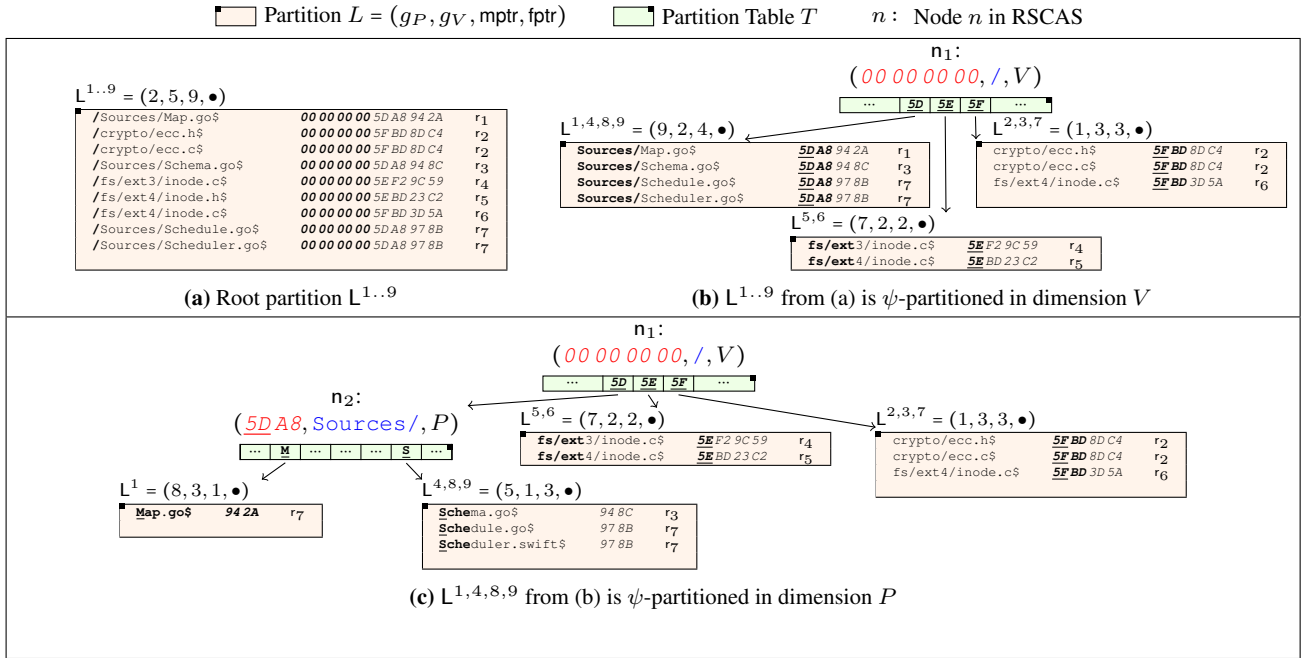 Partition L = (g_P, g_V, mptr, fptr) Partition Table T n : Node n in RSCAS
L^{1..9} = (2, 5, 9, •)
/Sources/Map.go$ 00 00 00 00 5D A8 94 2A r1
/crypto/ecc.h$ 00 00 00 00 5F BD 8D C4 r2
/crypto/ecc.c$ 00 00 00 00 5F BD 8D C4 r2
/Sources/Schema.go$ 00 00 00 00 5D A8 94 8C r3
/fs/ext3/inode.c$ 00 00 00 00 5E F2 9C 59 r4
/fs/ext4/inode.h$ 00 00 00 00 5E BD 23 C2 r5
/fs/ext4/inode.c$ 00 00 00 00 5F BD 3D 5A r6
/Sources/Schedule.go$ 00 00 00 00 5D A8 97 8B r7
/Sources/Scheduler.go$ 00 00 00 00 5D A8 97 8B r7
(a) Root partition L^{1..9}
n1:
(00 00 00 00, /, V)
... 5D 5E 5F ...
L^{1,4,8,9} = (9, 2, 4, •)
Sources/Map.go$ 5D A8 94 2A r1
Sources/Schema.go$ 5D A8 94 8C r3
Sources/Schedule.go$ 5D A8 97 8B r7
Sources/Scheduler.go$ 5D A8 97 8B r7
L^{2,3,7} = (1, 3, 3, •)
crypto/ecc.h$ 5F BD 8D C4 r2
crypto/ecc.c$ 5F BD 8D C4 r2
fs/ext4/inode.c$ 5F BD 3D 5A r6
L^{5,6} = (7, 2, 2, •)
fs/ext3/inode.c$ 5E F2 9C 59 r4
fs/ext4/inode.c$ 5E BD 23 C2 r5
(b) L^{1..9} from (a) is ψ-partitioned in dimension V
n1:
(00 00 00 00, /, V)
... 5D 5E 5F ...
n2:
(5D A8, Sources/, P)
... M ... ... ... S ...
L^{5,6} = (7, 2, 2, •)
fs/ext3/inode.c$ 5E F2 9C 59 r4
fs/ext4/inode.c$ 5E BD 23 C2 r5
L^{2,3,7} = (1, 3, 3, •)
crypto/ecc.h$ 5F BD 8D C4 r2
crypto/ecc.c$ 5F BD 8D C4 r2
fs/ext4/inode.c$ 5F BD 3D 5A r6
L^1 = (8, 3, 1, •)
Map.go$ 94 2A r7
L^{4,8,9} = (5, 1, 3, •)
Schema.go$ 94 8C r3
Schedule.go$ 97 8B r7
Scheduler.swift$ 97 8B r7
(c) L^{1,4,8,9} from (b) is ψ-partitioned in dimension P